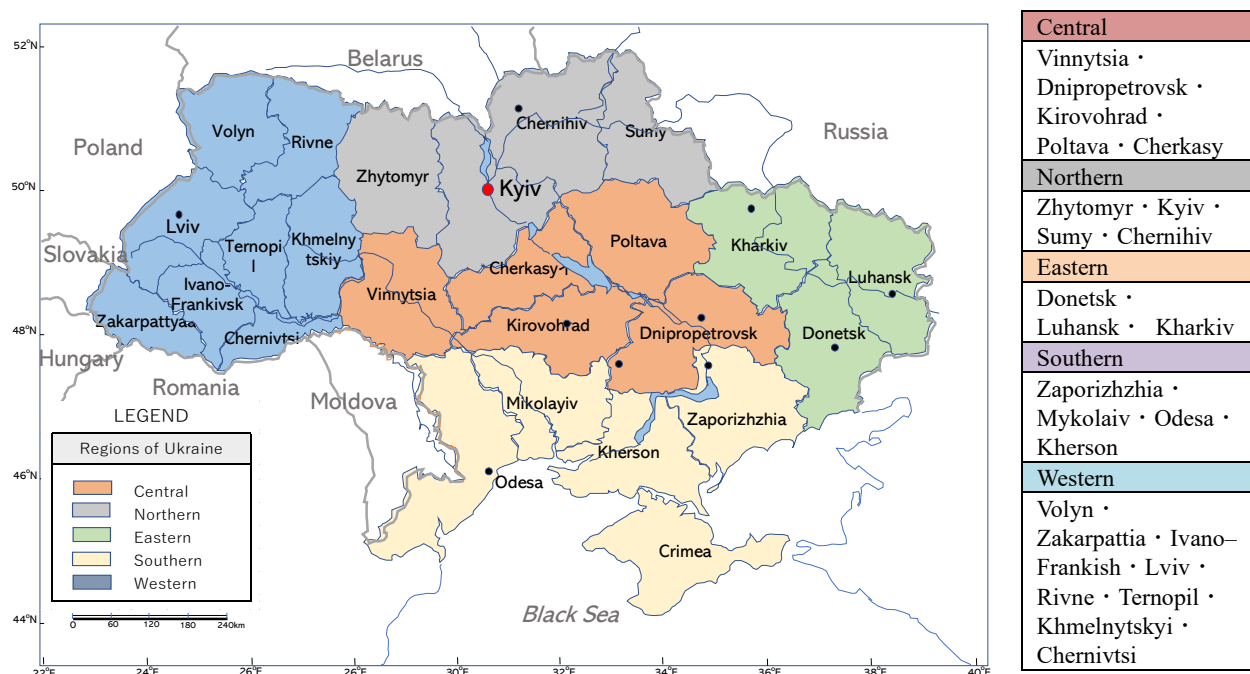 52°N
Belarus
Chernihiv
Sumy
Russia
Volyn
Rivne
Poland
Zhytomyr
50°N
Kyiv
Lviv
Ternopi
l
Khmelny
tskiy
Poltava
Kharkiv
Slovakia
Ivano-
Frankivsk
Cherkasy
Luhansk
Vinnytsia
Zakarpattyaa
Kirovohrad
48°N
Chernivtsi
Dnipropetrovsk
Donetsk
Hungary
Romania
Moldova
Mikolayiv
Zaporizhzhia
Kherson
46°N
Odesa
Crimea
Black Sea
44°N
LEGEND
Regions of Ukraine
Central
Northern
Eastern
Southern
Western
0 60 120 180 240km
22°E 24°E 26°E 28°E 30°E 32°E 34°E 36°E 38°E 40°E
Central
Vinnytsia・
Dnipropetrovsk・
Kirovohrad・
Poltava・Cherkasy
Northern
Zhytomyr・Kyiv・
Sumy・Chernihiv
Eastern
Donetsk・
Luhansk・ Kharkiv
Southern
Zaporizhzhia・
Mykolaiv・Odesa・
Kherson
Western
Volyn・
Zakarpattia・Ivano–
Frankish・Lviv・
Rivne・Ternopil・
Khmelnytskyi・
Chernivtsi